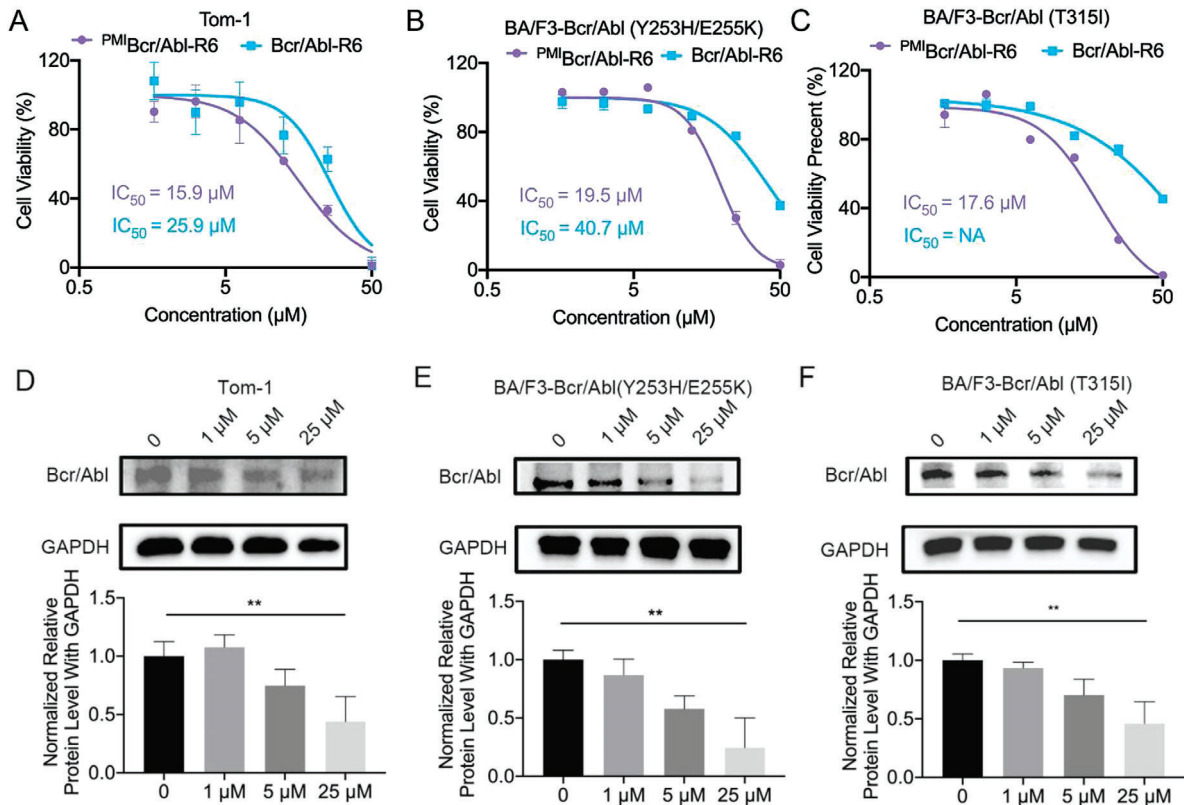 A
Tom-1
PMIBcr/Abl-R6 Bcr/Abl-R6
Cell Viability (%)
120
80
40
0
IC50 = 15.9 µM
IC50 = 25.9 µM
0.5 5 50
Concentration (µM)
B
BA/F3-Bcr/Abl (Y253H/E255K)
PMIBcr/Abl-R6 Bcr/Abl-R6
Cell Viability (%)
120
80
40
0
IC50 = 19.5 µM
IC50 = 40.7 µM
0.5 5 50
Concentration (µM)
C
BA/F3-Bcr/Abl (T315I)
PMIBcr/Abl-R6 Bcr/Abl-R6
Cell Viability Precent (%)
120
80
40
0
IC50 = 17.6 µM
IC50 = NA
0.5 5 50
Concentration (µM)
D
Tom-1
0 1 µM 5 µM 25 µM
Bcr/Abl
GAPDH
Normalized Relative
Protein Level With GAPDH
1.5
1.0
0.5
0.0
**
0 1 µM 5 µM 25 µM
E
BA/F3-Bcr/Abl(Y253H/E255K)
0 1 µM 5 µM 25 µM
Bcr/Abl
GAPDH
Normalized Relative
Protein Level With GAPDH
1.5
1.0
0.5
0.0
**
0 1 µM 5 µM 25 µM
F
BA/F3-Bcr/Abl (T315I)
0 1 µM 5 µM 25 µM
Bcr/Abl
GAPDH
Normalized Relative
Protein Level With GAPDH
1.5
1.0
0.5
0.0
**
0 1 µM 5 µM 25 µM